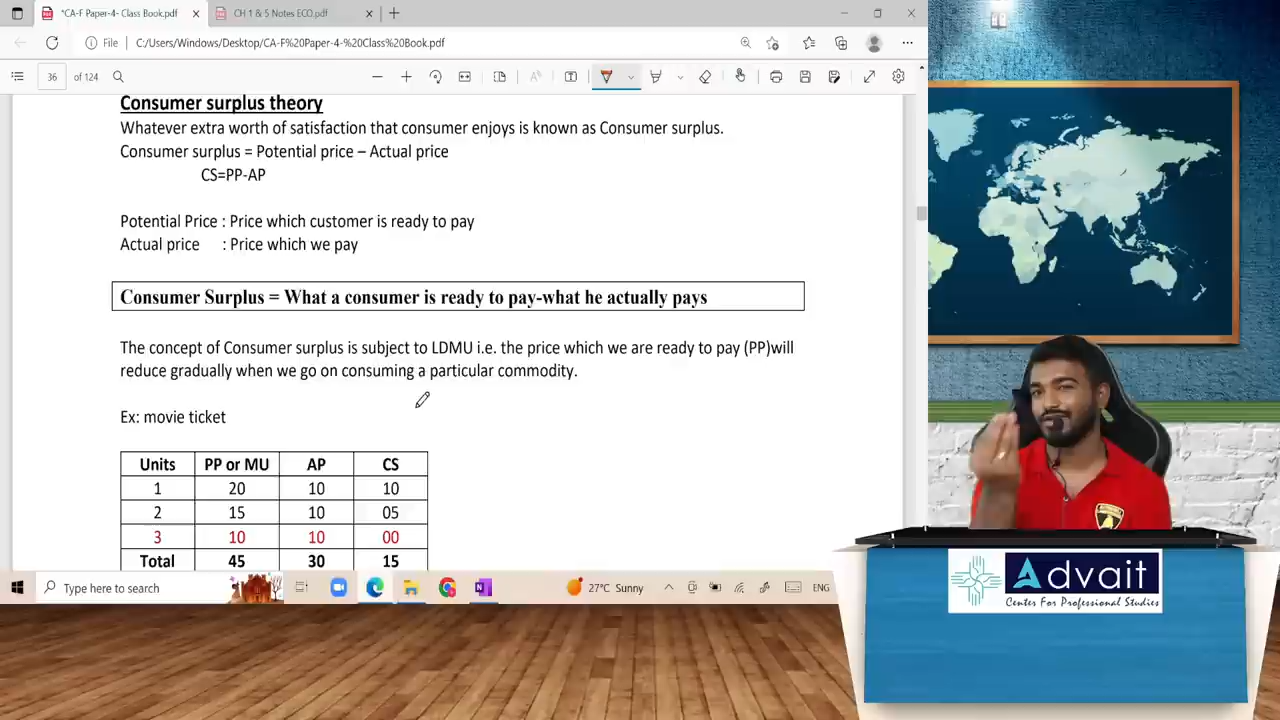 *CA-F Paper-4- Class Book.pdf
CH 1 & 5 Notes ECO.pdf
File
C:/Users/Windows/Desktop/CA-F%20Paper-4-%20Class%20Book.pdf
36 of 124
Consumer surplus theory
Whatever extra worth of satisfaction that consumer enjoys is known as Consumer surplus.
Consumer surplus = Potential price – Actual price
CS=PP-AP
Potential Price : Price which customer is ready to pay
Actual price : Price which we pay
Consumer Surplus = What a consumer is ready to pay-what he actually pays
The concept of Consumer surplus is subject to LDMU i.e. the price which we are ready to pay (PP)will
reduce gradually when we go on consuming a particular commodity.
Ex: movie ticket
Units PP or MU AP CS
1 20 10 10
2 15 10 05
3 10 10 00
Total 45 30 15
Type here to search
27°C Sunny
ENG
Advait
Center For Professional Studies